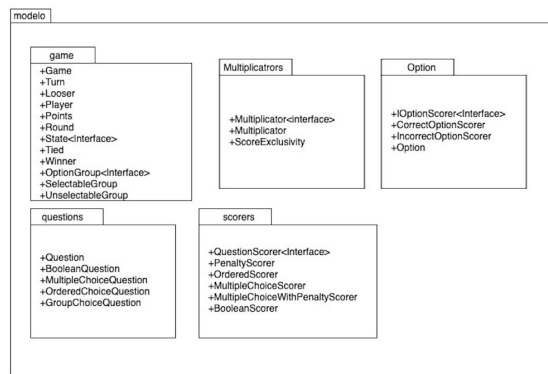 modelo
game
+Game
+Turn
+Looser
+Player
+Points
+Round
+State<Interface>
+Tied
+Winner
+OptionGroup<Interface>
+SelectableGroup
+UnselectableGroup
Multiplicatrors
+Multiplicator<interface>
+Multiplicator
+ScoreExclusivity
Option
+IOptionScorer<Interface>
+CorrectOptionScorer
+IncorrectOptionScorer
+Option
questions
+Question
+BooleanQuestion
+MultipleChoiceQuestion
+OrderedChoiceQuestion
+GroupChoiceQuestion
scorers
+QuestionScorer<Interface>
+PenaltyScorer
+OrderedScorer
+MultipleChoiceScorer
+MultipleChoiceWithPenaltyScorer
+BooleanScorer